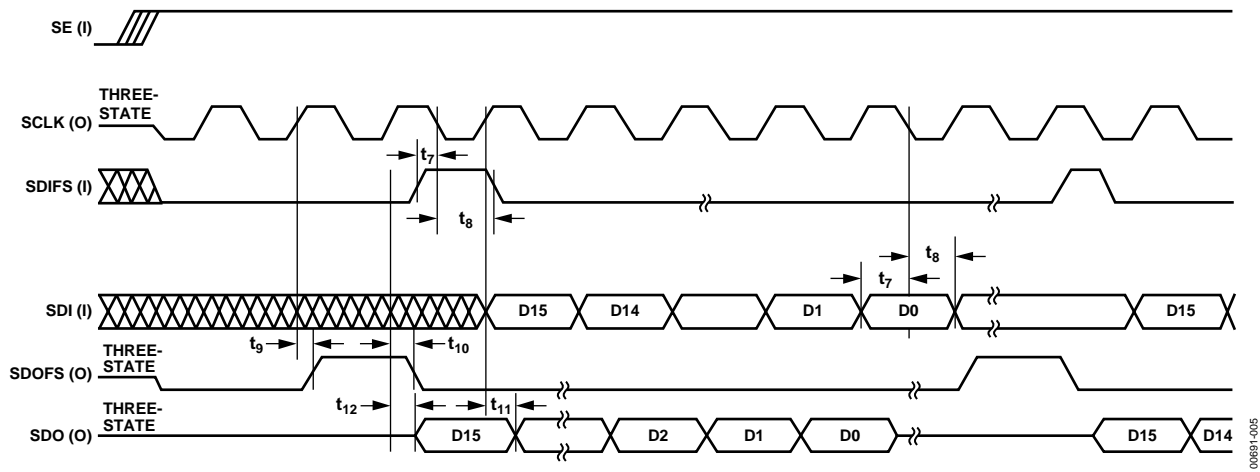 SE (I)
THREE-
STATE
SCLK (O)
t7
SDIFS (I)
t8
t8
t7
SDI (I)
D15
D14
D1
D0
D15
t9
t10
THREE-
STATE
SDOFS (O)
t12
t11
THREE-
STATE
SDO (O)
D15
D2
D1
D0
D15
D14
00691-005